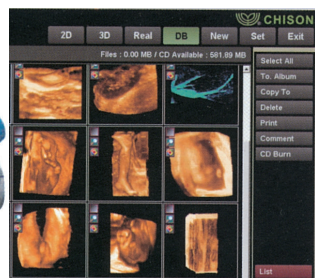 CHISON
2D 3D Real DB New Set Exit
Files : 0.00 MB / CD Available : 581.89 MB
Select All
To. Album
Copy To
Delete
Print
Comment
CD Burn
List